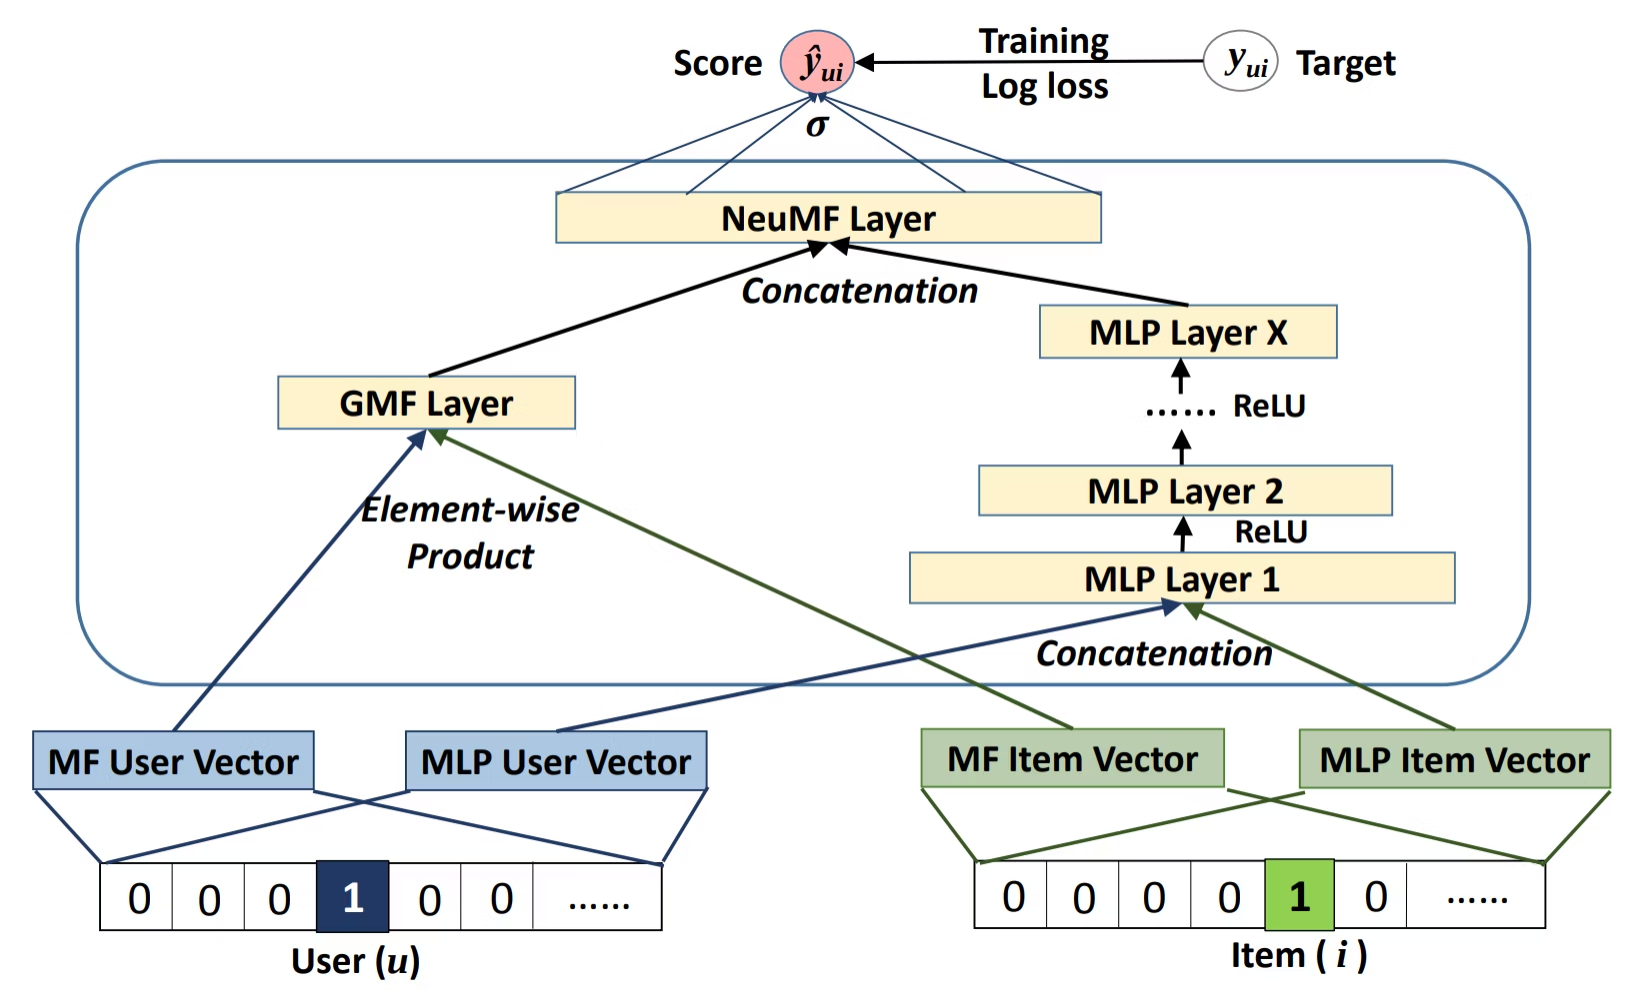 Score
ŷui
Training
Log loss
yui
Target
σ
NeuMF Layer
Concatenation
MLP Layer X
GMF Layer
...... ReLU
Element-wise
Product
MLP Layer 2
ReLU
MLP Layer 1
Concatenation
MF User Vector
MLP User Vector
MF Item Vector
MLP Item Vector
0 0 0 1 0 0 ......
0 0 0 0 1 0 ......
User (u)
Item ( i )